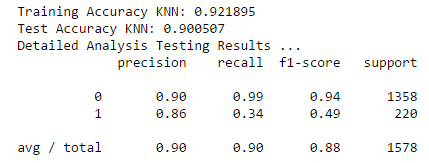 Training Accuracy KNN: 0.921895
Test Accuracy KNN: 0.900507
Detailed Analysis Testing Results ...
precision recall f1-score support
0 0.90 0.99 0.94 1358
1 0.86 0.34 0.49 220
avg / total 0.90 0.90 0.88 1578